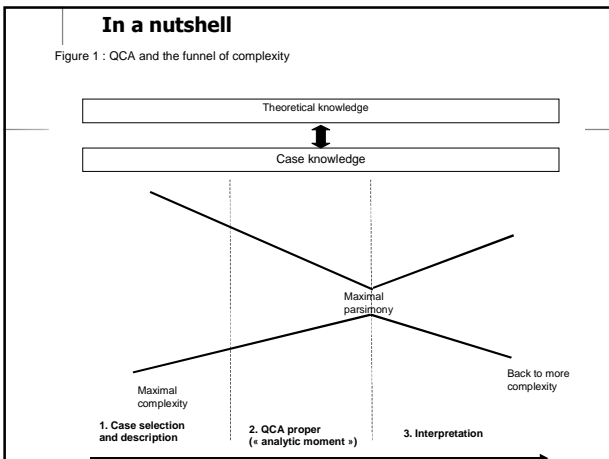 In a nutshell
Figure 1 : QCA and the funnel of complexity
Theoretical knowledge
Case knowledge
Maximal
parsimony
Maximal
complexity
Back to more
complexity
1. Case selection
and description
2. QCA proper
(« analytic moment »)
3. Interpretation